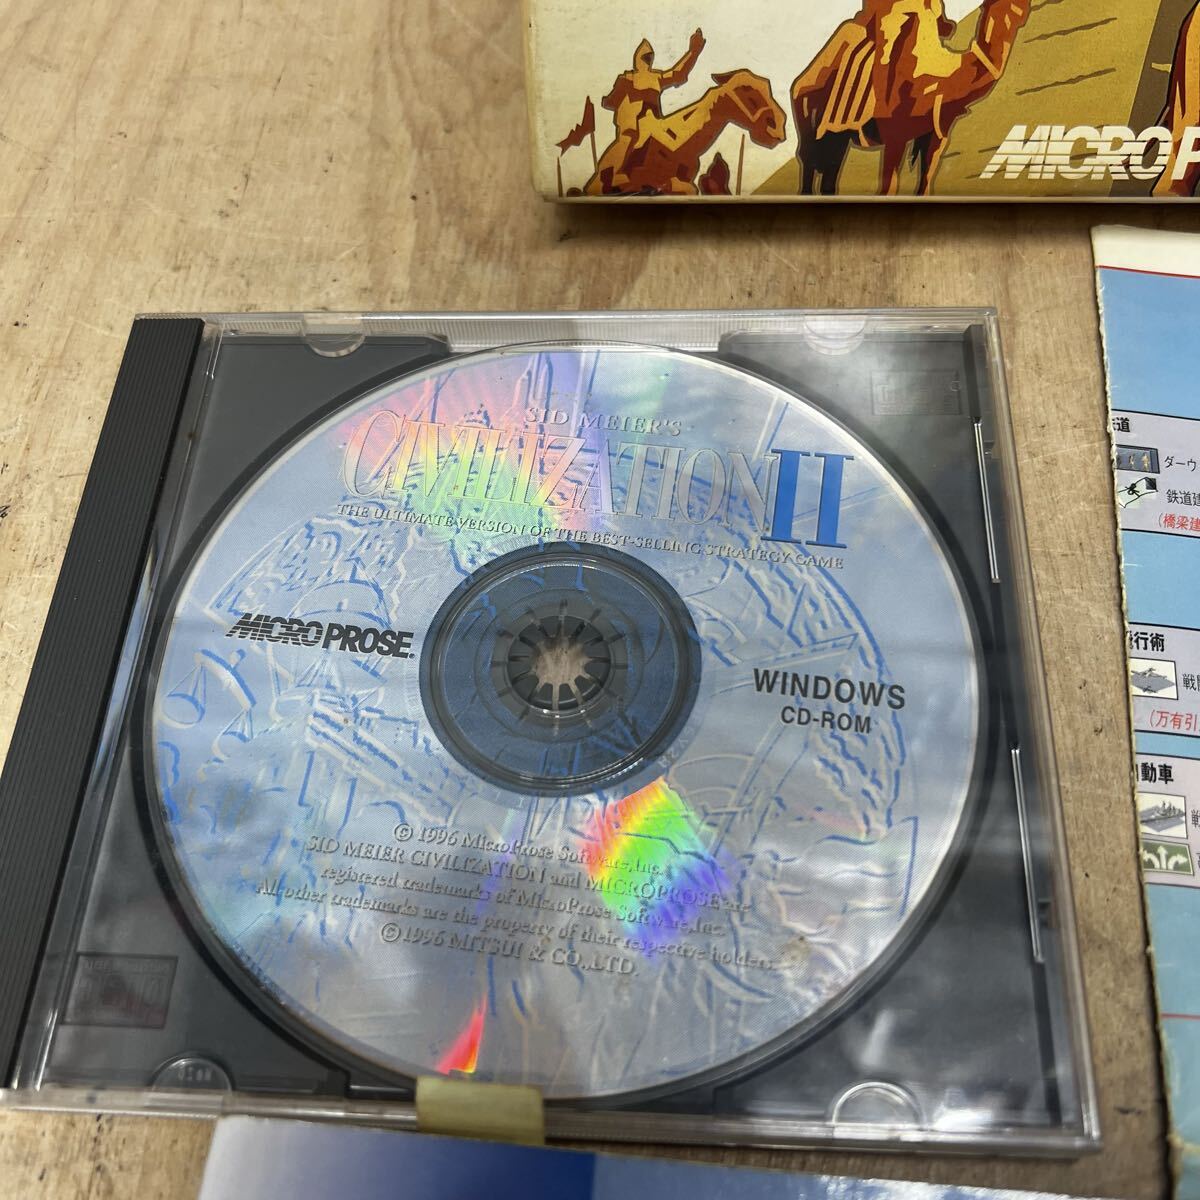 MICROP
SID MEIER'S
CIVILIZATION II
THE ULTIMATE VERSION OF THE BEST-SELLING STRATEGY GAME
MICROPROSE®
WINDOWS
CD-ROM
© 1996 MicroProse Software, Inc.
SID MEIER CIVILIZATION and MICROPROSE are
registered trademarks of MicroProse Software, Inc.
All other trademarks are the property of their respective holders.
© 1996 MITSUI & CO., LTD.
道
ダーウ
鉄道建
(橋梁建
飛行術
戦闘
(万有引力
自動車
戦